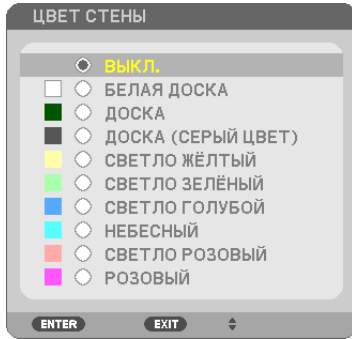 ЦВЕТ СТЕНЫ
ВЫКЛ.
БЕЛАЯ ДОСКА
ДОСКА
ДОСКА (СЕРЫЙ ЦВЕТ)
СВЕТЛО ЖЁЛТЫЙ
СВЕТЛО ЗЕЛЁНЫЙ
СВЕТЛО ГОЛУБОЙ
НЕБЕСНЫЙ
СВЕТЛО РОЗОВЫЙ
РОЗОВЫЙ
ENTER EXIT